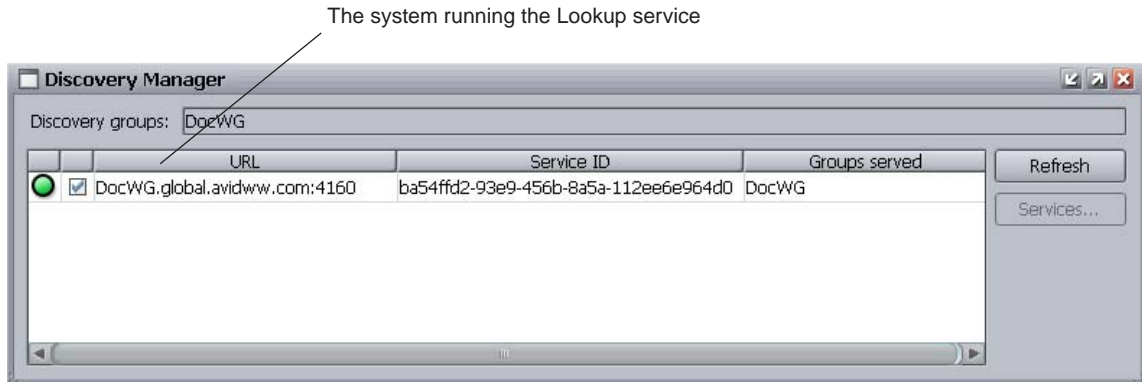 The system running the Lookup service
Discovery Manager
Discovery groups: DocWG
URL Service ID Groups served
DocWG.global.avidww.com:4160 ba54ffd2-93e9-456b-8a5a-112ee6e964d0 DocWG
Refresh
Services...